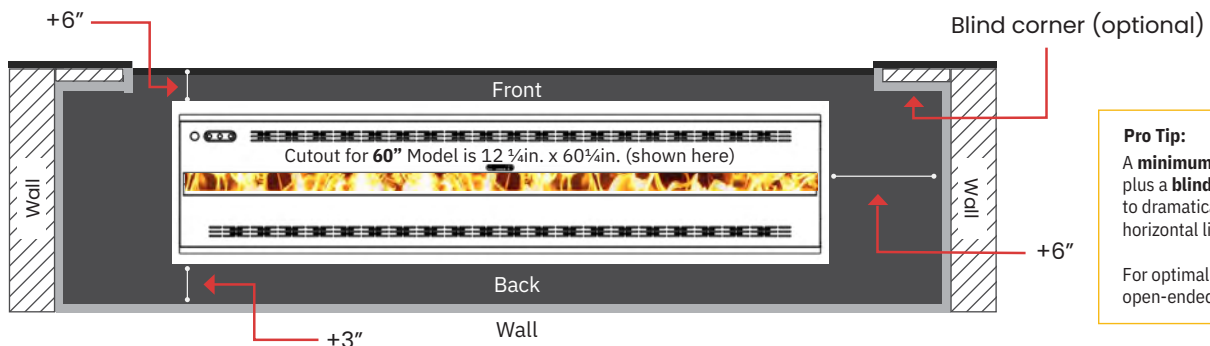 +6”
Blind corner (optional)
Front
Cutout for 60” Model is 12 ¼in. x 60¼in. (shown here)
Wall
Wall
Pro Tip:
A minimum
plus a blind
to dramatica
horizontal li
For optimal
open-ended
+6”
Back
+3”
Wall